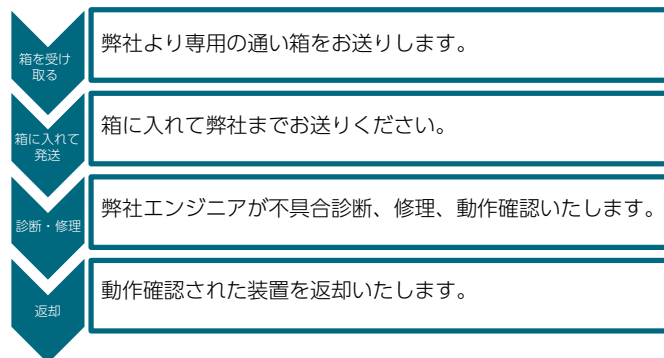 箱を受け
取る
弊社より専用の通い箱をお送りします。
箱に入れて
発送
箱に入れて弊社までお送りください。
診断・修理
弊社エンジニアが不具合診断、修理、動作確認いたします。
返却
動作確認された装置を返却いたします。